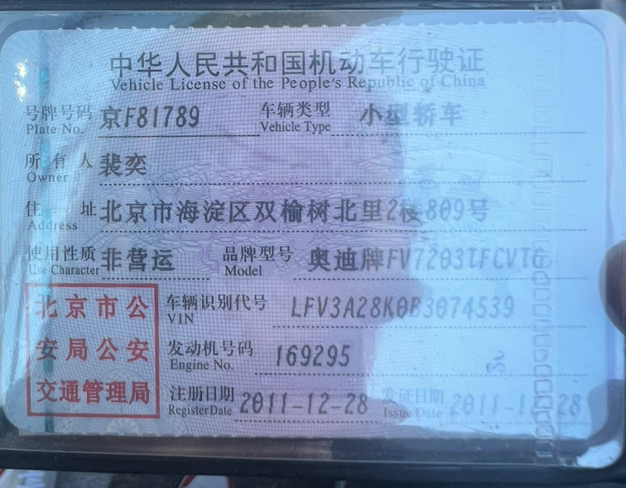 中华人民共和国机动车行驶证
Vehicle License of the People's Republic of China
号牌号码 京F81789 车辆类型 小型轿车
Plate No. Vehicle Type
所有人 裴奕
Owner
住址 北京市海淀区双榆树北里2楼809号
Address
使用性质 非营运 品牌型号 奥迪牌FV7203TFCVTG
Use Character Model
北京市公 车辆识别代号 LFV3A28K0B3074539
VIN
安局公安 发动机号码 169295
Engine No.
交通管理局 注册日期 2011-12-28 发证日期 2011-12-28
Register Date Issue Date